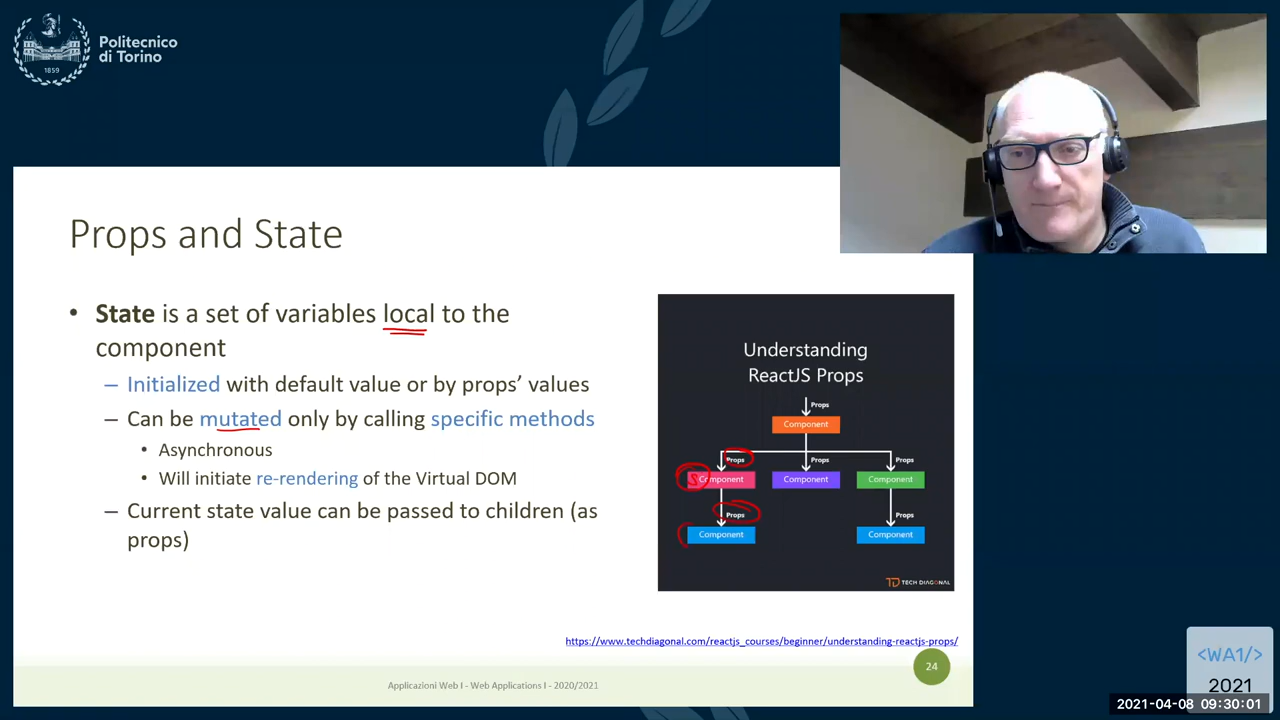 Politecnico
di Torino
1859
Props and State
• State is a set of variables local to the
component
– Initialized with default value or by props’ values
– Can be mutated only by calling specific methods
• Asynchronous
• Will initiate re-rendering of the Virtual DOM
– Current state value can be passed to children (as
props)
Understanding
ReactJS Props
Props
Component
Props Props Props
Component Component Component
Props Props
Component Component
TECH DIAGONAL
https://www.techdiagonal.com/reactjs_courses/beginner/understanding-reactjs-props/
24
Applicazioni Web I - Web Applications I - 2020/2021
<WA1/>
2021
2021-04-08 09:30:01